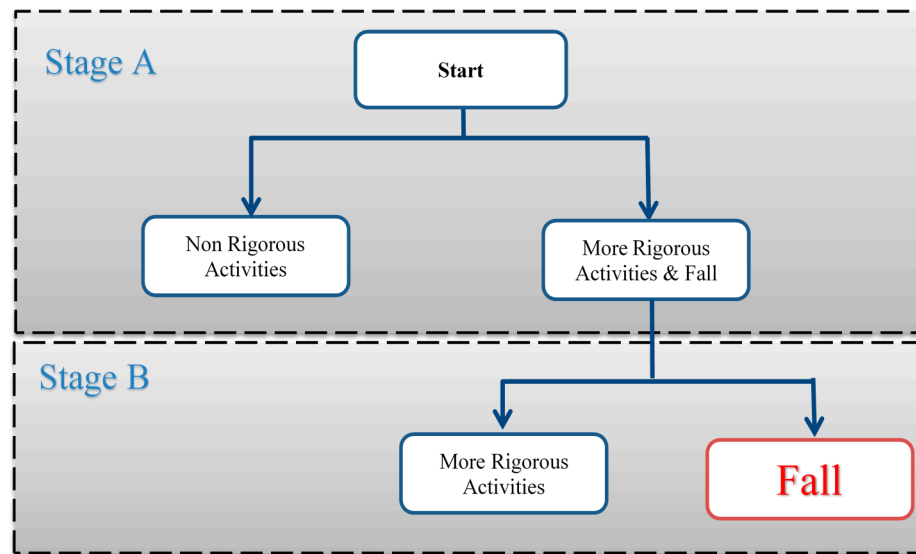 Stage A
Start
Non Rigorous
Activities
More Rigorous
Activities & Fall
Stage B
More Rigorous
Activities
Fall